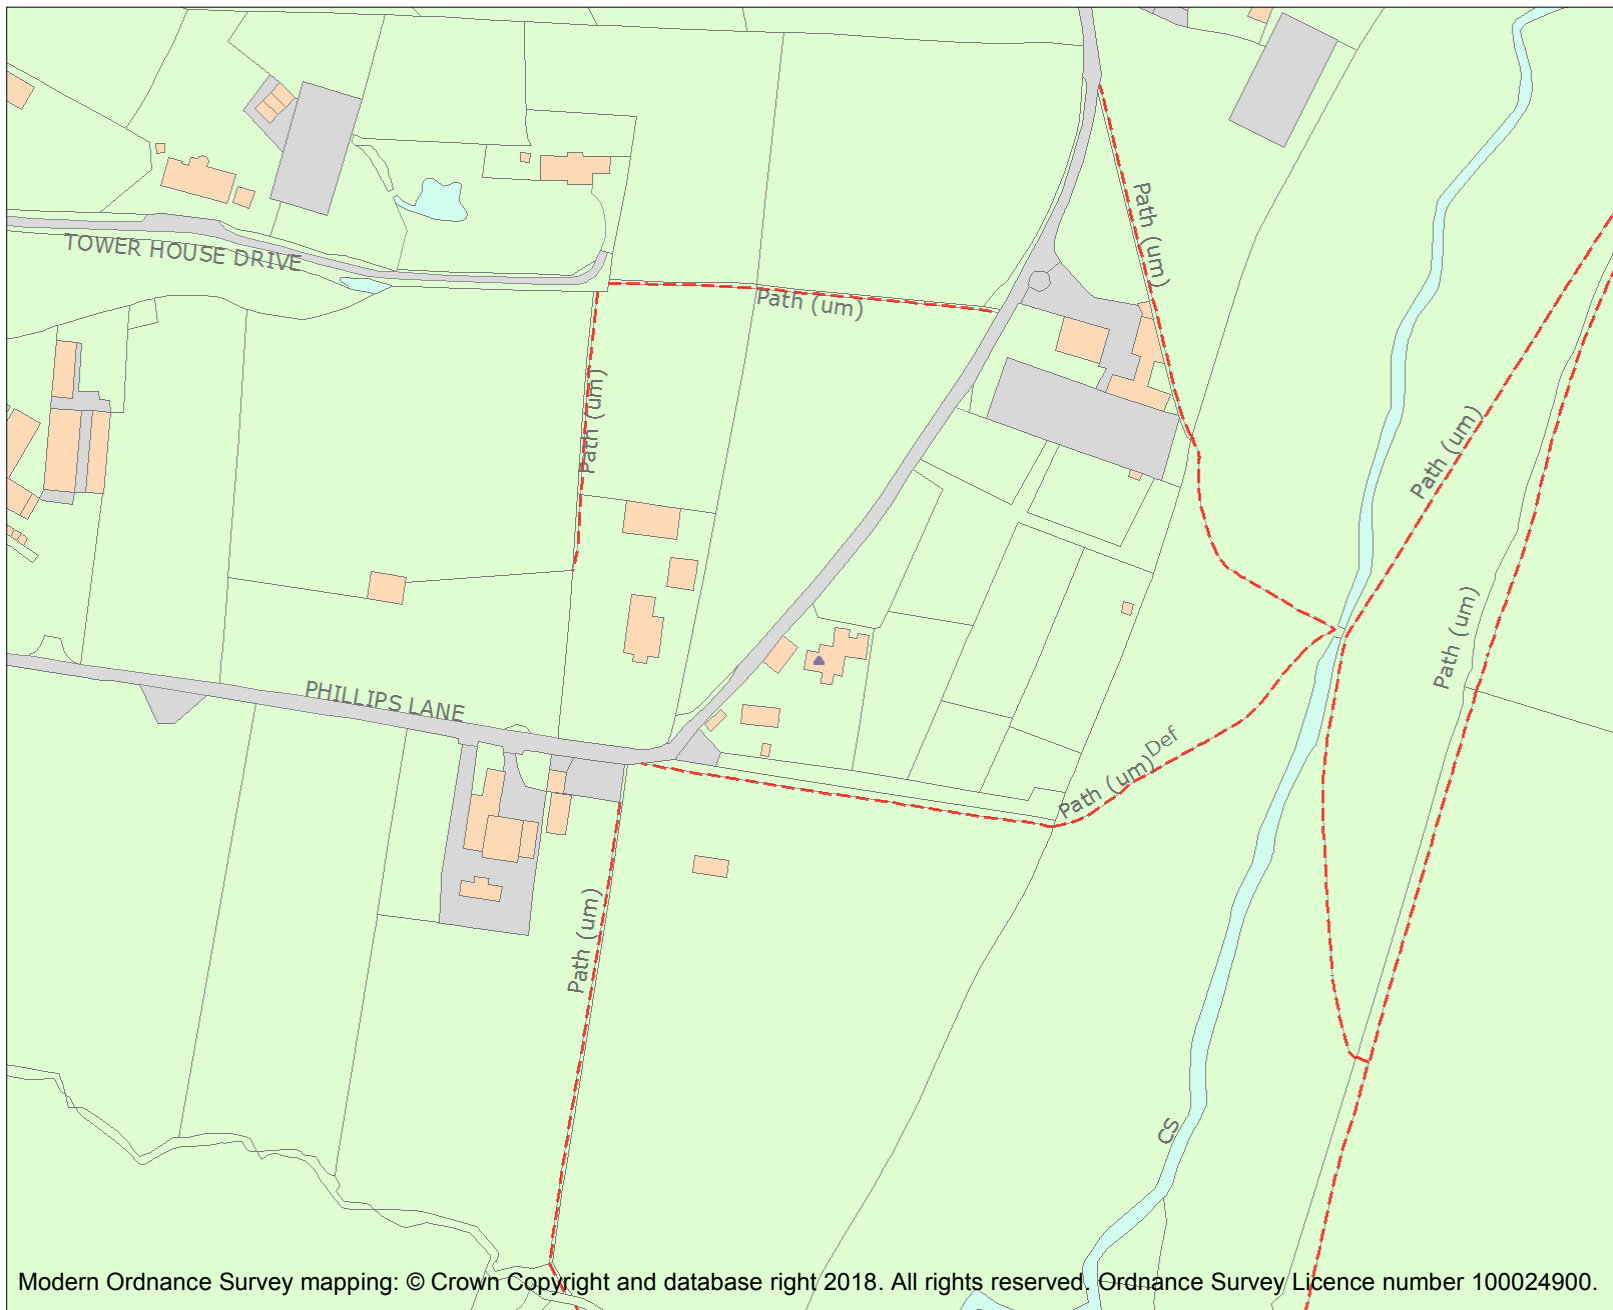 Path (um)
TOWER HOUSE DRIVE
Path (um)
Path (um)
Path (um)
Path (um)
PHILLIPS LANE
Def
Path (um)
Path (um)
CS
Modern Ordnance Survey mapping: © Crown Copyright and database right 2018. All rights reserved. Ordnance Survey Licence number 100024900.